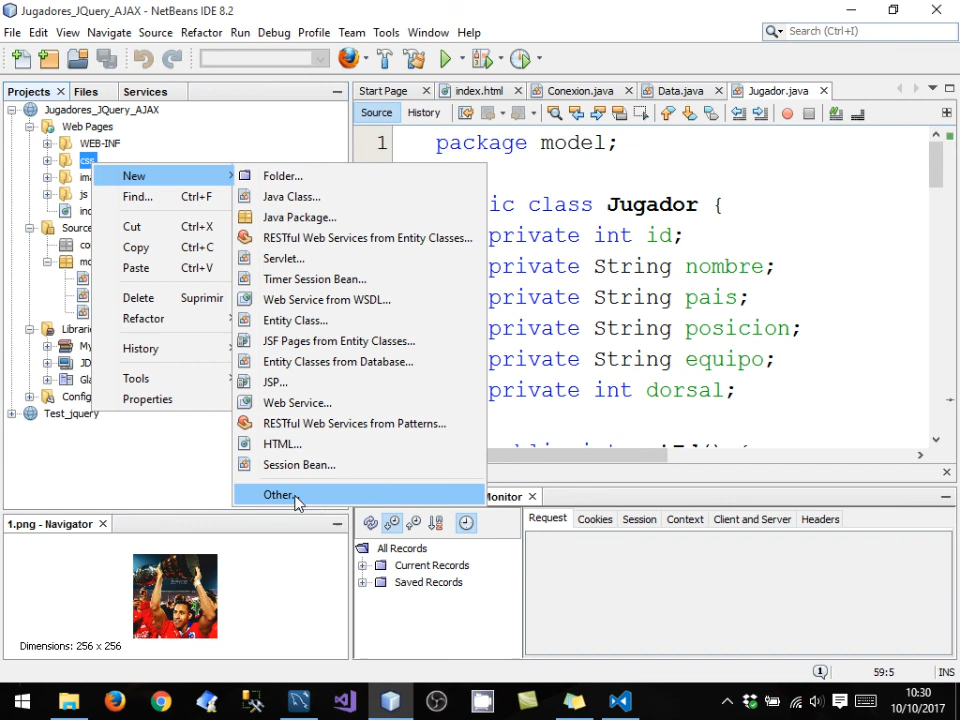 Jugadores_JQuery_AJAX - NetBeans IDE 8.2
File Edit View Navigate Source Refactor Run Debug Profile Team Tools Window Help
Search (Ctrl+I)
Projects Files Services
Start Page index.html Conexion.java Data.java Jugador.java
Source History
Jugadores_JQuery_AJAX
Web Pages
WEB-INF
css
js
Test_jquery
New
Find... Ctrl+F
Cut Ctrl+X
Copy Ctrl+C
Paste Ctrl+V
Delete Suprimir
Refactor
History
Tools
Properties
Folder...
Java Class...
Java Package...
RESTful Web Services from Entity Classes...
Servlet...
Timer Session Bean...
Web Service from WSDL...
Entity Class...
JSF Pages from Entity Classes...
Entity Classes from Database...
JSP...
Web Service...
RESTful Web Services from Patterns...
HTML...
Session Bean...
Other...
1 package model;
ic class Jugador {
private int id;
private String nombre;
private String pais;
private String posicion;
private String equipo;
private int dorsal;
1.png - Navigator
Dimensions: 256 x 256
Monitor
All Records
Current Records
Saved Records
Request Cookies Session Context Client and Server Headers
1
59:5 INS
10:30
10/10/2017